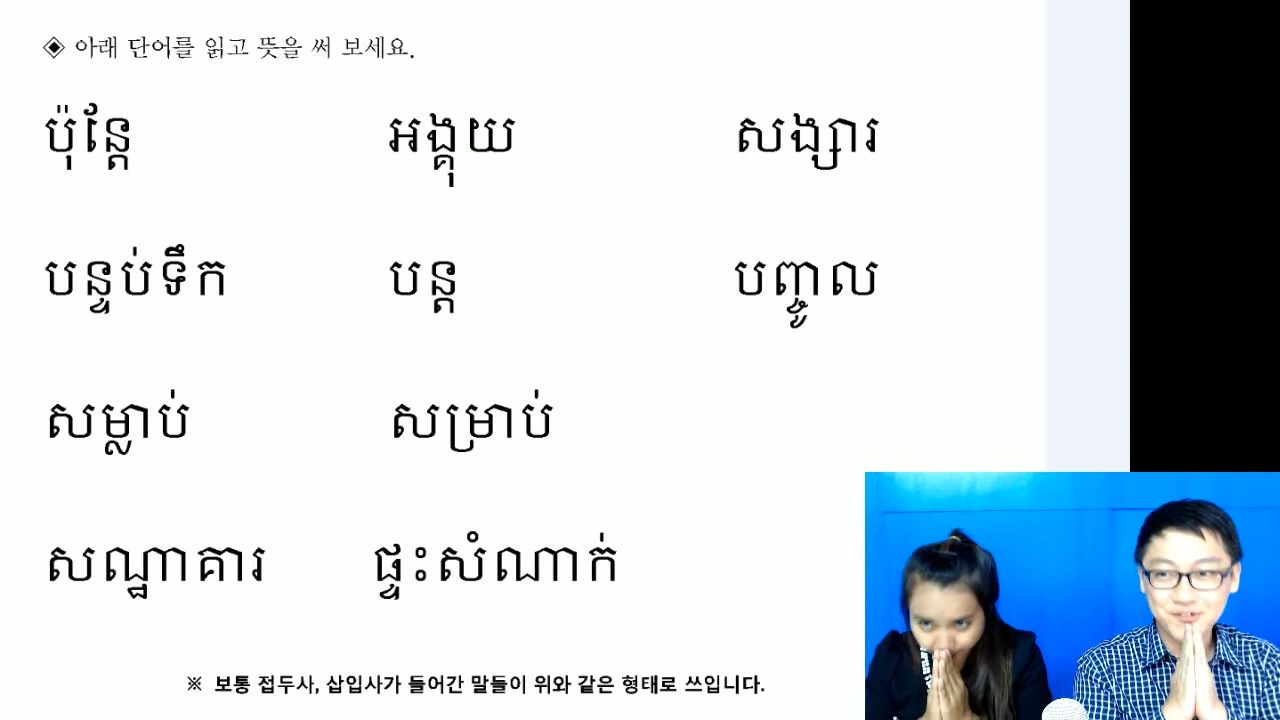 ◈ 아래 단어를 읽고 뜻을 써 보세요.
ប៉ុន្តែ អង្គុយ សង្សារ
បន្ទប់ទឹក បន្ត បញ្ចូល
សម្លាប់ សម្រាប់
សណ្ឋាគារ ផ្ទះសំណាក់
※ 보통 접두사, 삽입사가 들어간 말들이 위와 같은 형태로 쓰입니다.